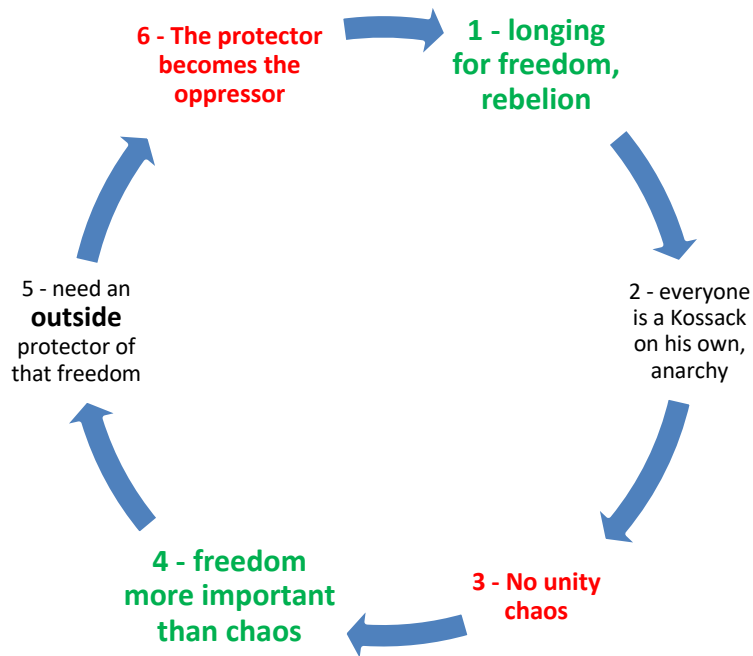 1 - longing
for freedom,
rebelion
2 - everyone
is a Kossack
on his own,
anarchy
3 - No unity
chaos
4 - freedom
more important
than chaos
5 - need an
outside
protector of
that freedom
6 - The protector
becomes the
oppressor